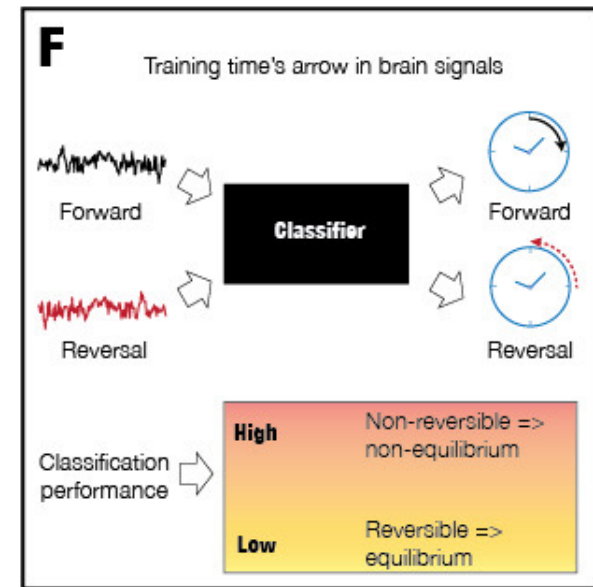 F
Training time's arrow in brain signals
Forward
Classifier
Forward
Reversal
Reversal
Classification
performance
High
Non-reversible =>
non-equilibrium
Low
Reversible =>
equilibrium